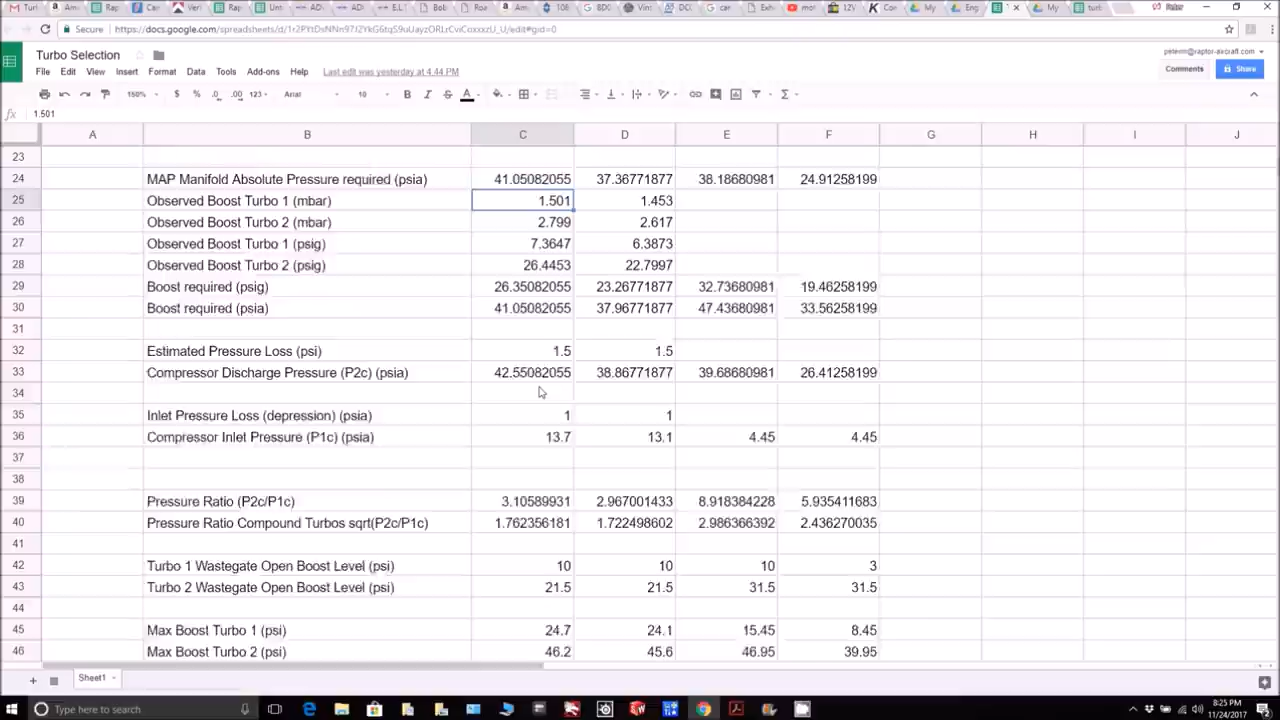 Secure https://docs.google.com/spreadsheets/d/
Turbo Selection
File Edit View Insert Format Data Tools Add-ons Help Last edit was yesterday at 4:44 PM
Comments Share
150% $ % .0 .00 123 Arial 10 B I S A
fx 1.501
A B C D E F G H I J
23
24 MAP Manifold Absolute Pressure required (psia) 41.05082055 37.36771877 38.18680981 24.91258199
25 Observed Boost Turbo 1 (mbar) 1.501 1.453
26 Observed Boost Turbo 2 (mbar) 2.799 2.617
27 Observed Boost Turbo 1 (psig) 7.3647 6.3873
28 Observed Boost Turbo 2 (psig) 26.4453 22.7997
29 Boost required (psig) 26.35082055 23.26771877 32.73680981 19.46258199
30 Boost required (psia) 41.05082055 37.96771877 47.43680981 33.56258199
31
32 Estimated Pressure Loss (psi) 1.5 1.5
33 Compressor Discharge Pressure (P2c) (psia) 42.55082055 38.86771877 39.68680981 26.41258199
34
35 Inlet Pressure Loss (depression) (psia) 1 1
36 Compressor Inlet Pressure (P1c) (psia) 13.7 13.1 4.45 4.45
37
38
39 Pressure Ratio (P2c/P1c) 3.10589931 2.967001433 8.918384228 5.935411683
40 Pressure Ratio Compound Turbos sqrt(P2c/P1c) 1.762356181 1.722498602 2.986366392 2.436270035
41
42 Turbo 1 Wastegate Open Boost Level (psi) 10 10 10 3
43 Turbo 2 Wastegate Open Boost Level (psi) 21.5 21.5 31.5 31.5
44
45 Max Boost Turbo 1 (psi) 24.7 24.1 15.45 8.45
46 Max Boost Turbo 2 (psi) 46.2 45.6 46.95 39.95
Sheet1
Type here to search
8:25 PM
11/24/2017